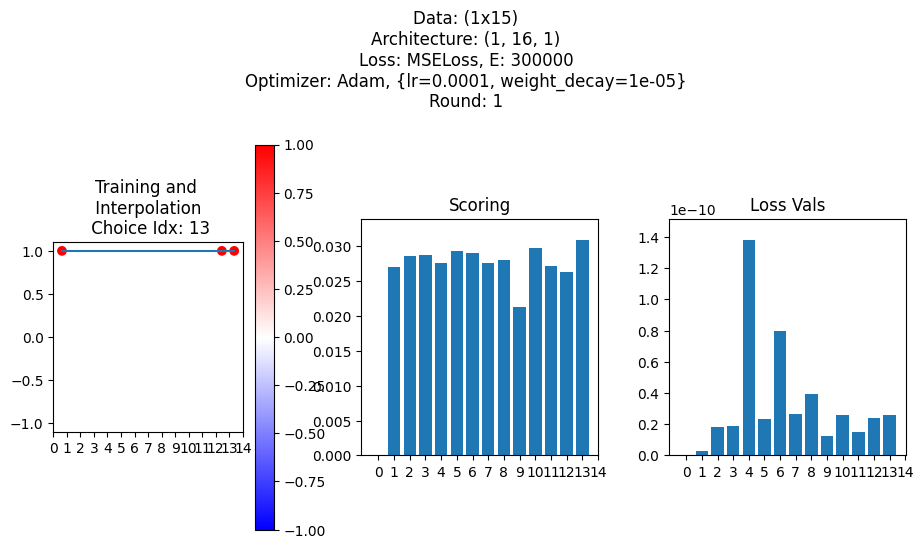 Data: (1x15)
Architecture: (1, 16, 1)
Loss: MSELoss, E: 300000
Optimizer: Adam, {lr=0.0001, weight_decay=1e-05}
Round: 1
Training and
Interpolation
Choice Idx: 13
1.0
0.5
0.0
−0.5
−1.0
0 1 2 3 4 5 6 7 8 9 10 11 12 13 14
1.00
0.75
0.50
0.25
0.00
−0.25
−0.50
−0.75
−1.00
Scoring
0.030
0.025
0.020
0.015
0.010
0.005
0.000
0 1 2 3 4 5 6 7 8 9 10 11 12 13 14
Loss Vals
1e−10
1.4
1.2
1.0
0.8
0.6
0.4
0.2
0.0
0 1 2 3 4 5 6 7 8 9 10 11 12 13 14